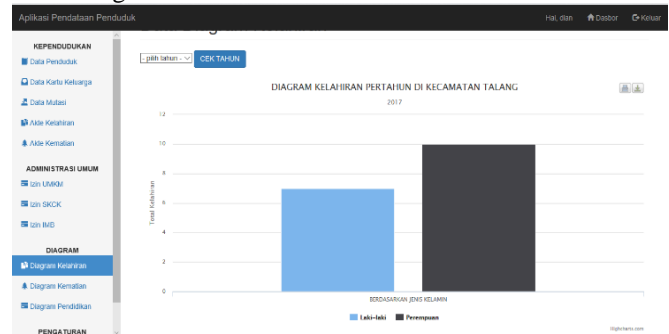 Aplikasi Pendataan Penduduk
Hai, dian
Dasbor
Keluar
KEPENDUDUKAN
Data Penduduk
Data Kartu Keluarga
Data Mutasi
Akte Kelahiran
Akte Kematian
ADMINISTRASI UMUM
Izin UMKM
Izin SKCK
Izin IMB
DIAGRAM
Diagram Kelahiran
Diagram Kematian
Diagram Pendidikan
PENGATURAN
- pilih tahun -
CEK TAHUN
DIAGRAM KELAHIRAN PERTAHUN DI KECAMATAN TALANG
2017
Total Kelahiran
12
10
8
6
4
2
0
BERDASARKAN JENIS KELAMIN
Laki-laki
Perempuan
Highcharts.com